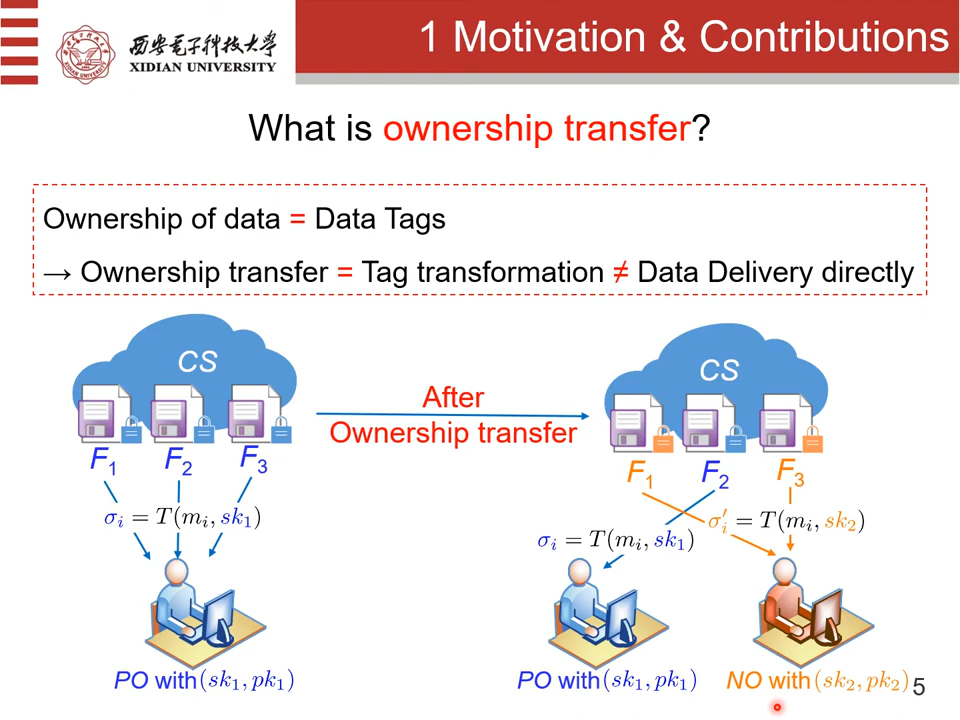 西安电子科技大学
XIDIAN UNIVERSITY
1 Motivation & Contributions
What is ownership transfer?
Ownership of data = Data Tags
→ Ownership transfer = Tag transformation ≠ Data Delivery directly
CS
F₁ F₂ F₃
σᵢ = T(mᵢ, sk₁)
PO with (sk₁, pk₁)
After
Ownership transfer
CS
F₁ F₂ F₃
σᵢ = T(mᵢ, sk₁)
σ′ᵢ = T(mᵢ, sk₂)
PO with (sk₁, pk₁)
NO with (sk₂, pk₂)
5